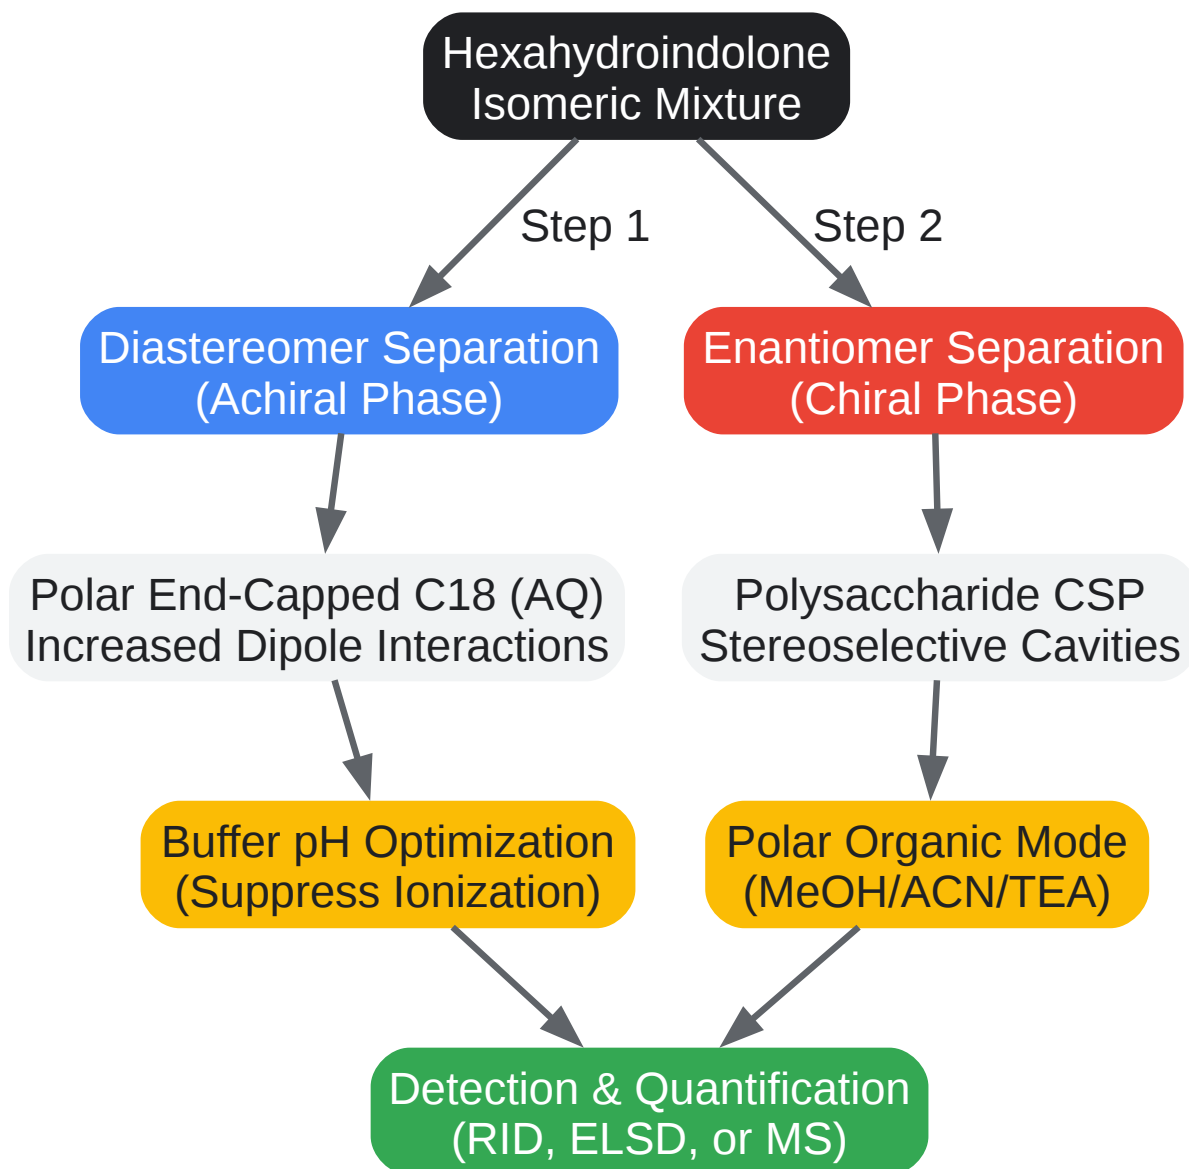 Hexahydroindolone
Isomeric Mixture
Step 1
Step 2
Diastereomer Separation
(Achiral Phase)
Enantiomer Separation
(Chiral Phase)
Polar End-Capped C18 (AQ)
Increased Dipole Interactions
Polysaccharide CSP
Stereoselective Cavities
Buffer pH Optimization
(Suppress Ionization)
Polar Organic Mode
(MeOH/ACN/TEA)
Detection & Quantification
(RID, ELSD, or MS)